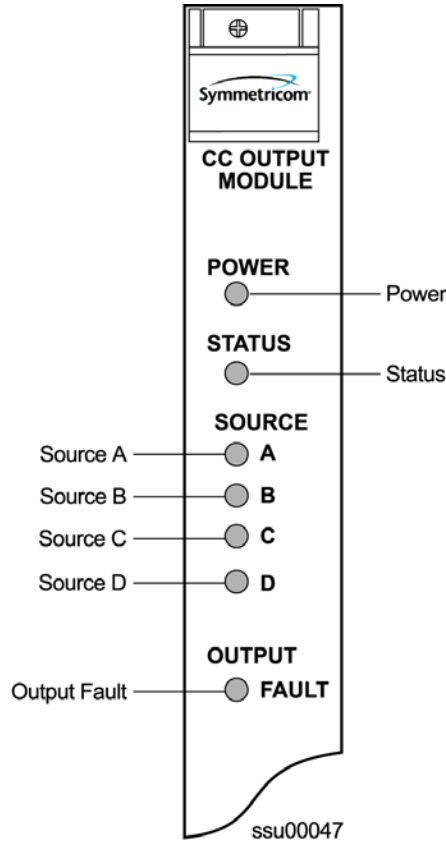 Symmetricom
CC OUTPUT
MODULE
POWER
Power
STATUS
Status
SOURCE
Source A
A
Source B
B
Source C
C
Source D
D
OUTPUT
Output Fault
FAULT
ssu00047